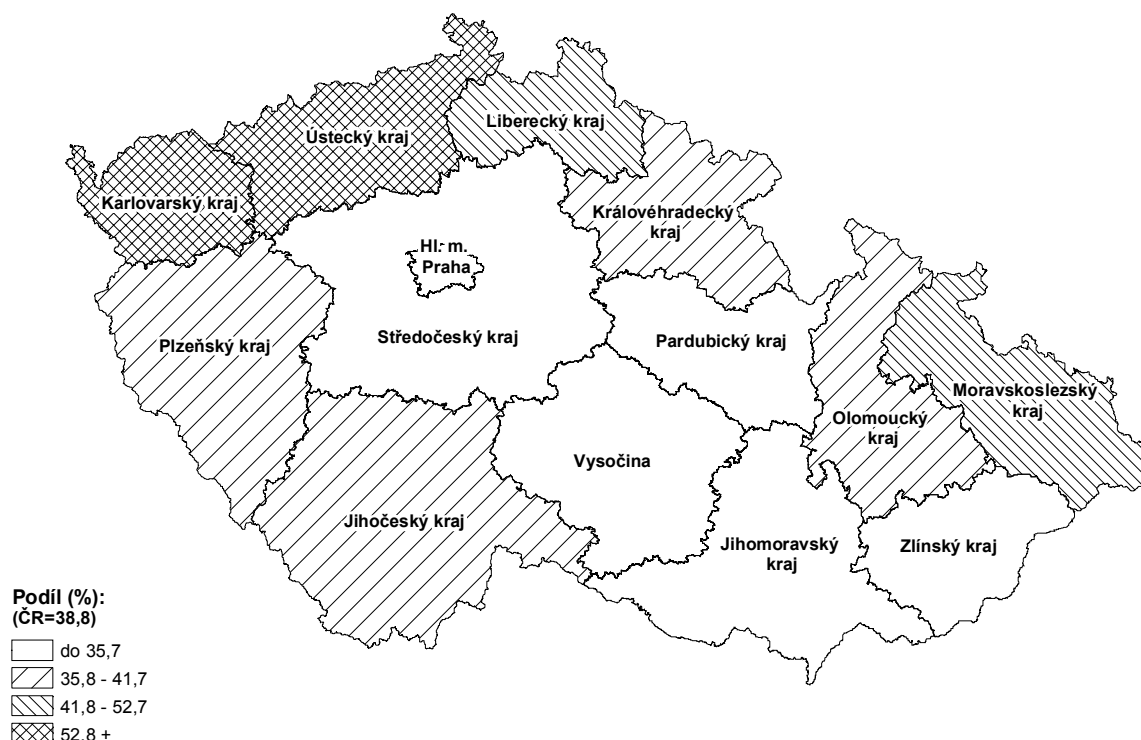 Ústecký kraj
Liberecký kraj
Karlovarský kraj
Královéhradecký
kraj
Hl. m.
Praha
Plzeňský kraj
Středočeský kraj
Pardubický kraj
Moravskoslezský
kraj
Olomoucký
kraj
Vysočina
Jihočeský kraj
Jihomoravský
kraj
Zlínský kraj
Podíl (%):
(ČR=38,8)
do 35,7
35,8 - 41,7
41,8 - 52,7
52,8 +